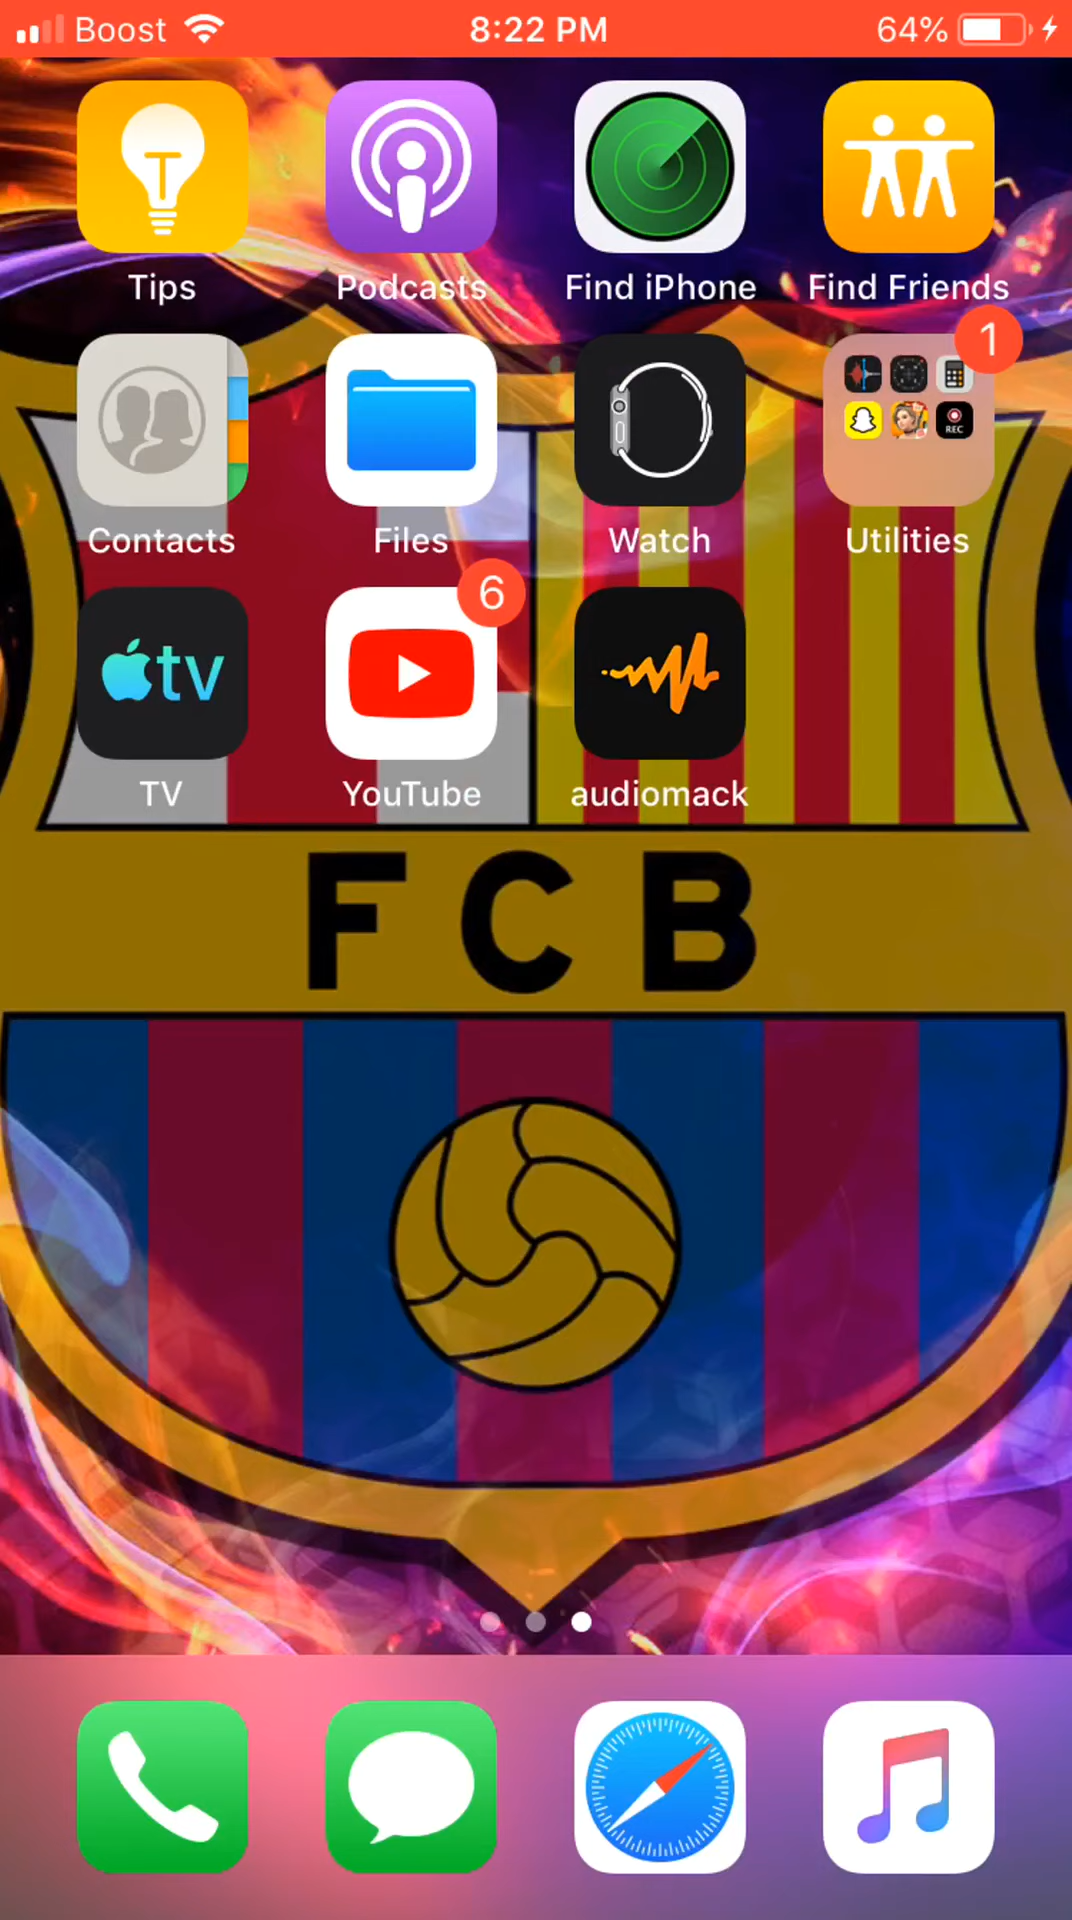 Boost 8:22 PM 64%
Tips Podcasts Find iPhone Find Friends
1
REC
Contacts Files Watch Utilities
6
tv
TV YouTube audiomack
FCB